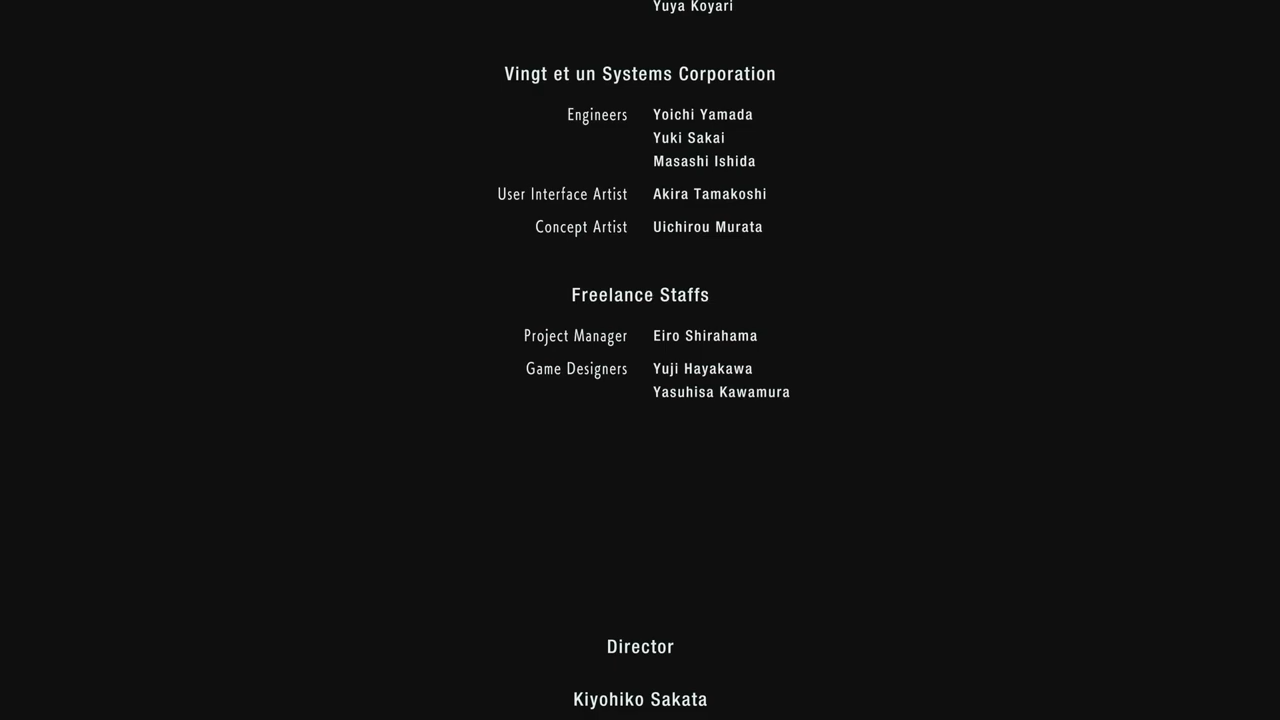 Yuya Koyari
Vingt et un Systems Corporation
Engineers Yoichi Yamada
Yuki Sakai
Masashi Ishida
User Interface Artist Akira Tamakoshi
Concept Artist Uichirou Murata
Freelance Staffs
Project Manager Eiro Shirahama
Game Designers Yuji Hayakawa
Yasuhisa Kawamura
Director
Kiyohiko Sakata